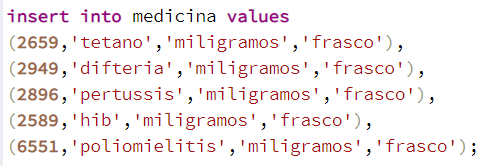 insert into medicina values
(2659,'tetano','miligramos','frasco'),
(2949,'difteria','miligramos','frasco'),
(2896,'pertussis','miligramos','frasco'),
(2589,'hib','miligramos','frasco'),
(6551,'poliomielitis','miligramos','frasco');